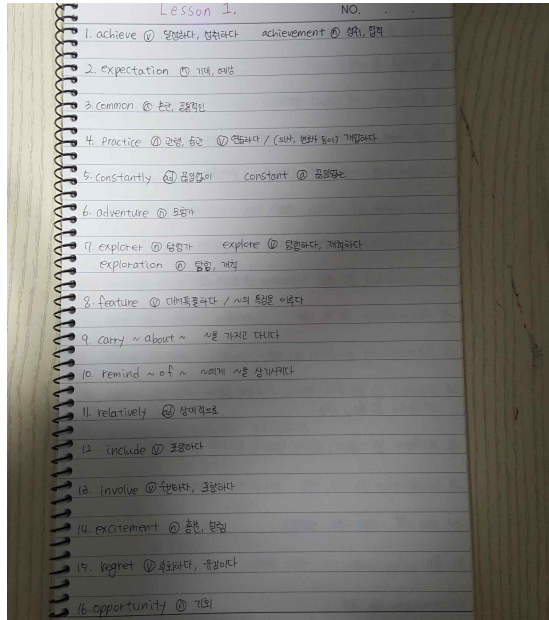 Lesson 1.
NO. . .
1. achieve ⓥ 달성하다, 성취하다 achievement ⓝ 성취, 업적
2. expectation ⓝ 기대, 예상
3. common ⓐ 흔한, 공통적인
4. Practice ⓝ 관행, 습관 ⓥ 연습하다 / (의사, 변호사 등이) 개업하다
5. constantly ⓐⓓ 끊임없이 constant ⓐ 끊임없는
6. adventure ⓝ 모험가
7. explorer ⓝ 탐험가 explore ⓥ 탐험하다, 개척하다
exploration ⓝ 탐험, 개척
8. feature ⓥ 대서특필하다 / ~의 특징을 이루다
9. carry ~ about ~ ~를 가지고 다니다
10. remind ~ of ~ ~에게 ~을 상기시키다
11. relatively ⓐⓓ 상대적으로
12. include ⓥ 포함하다
13. involve ⓥ 수반하다, 포함하다
14. excitement ⓝ 흥분, 설렘
15. regret ⓥ 후회하다, 유감이다
16. opportunity ⓝ 기회